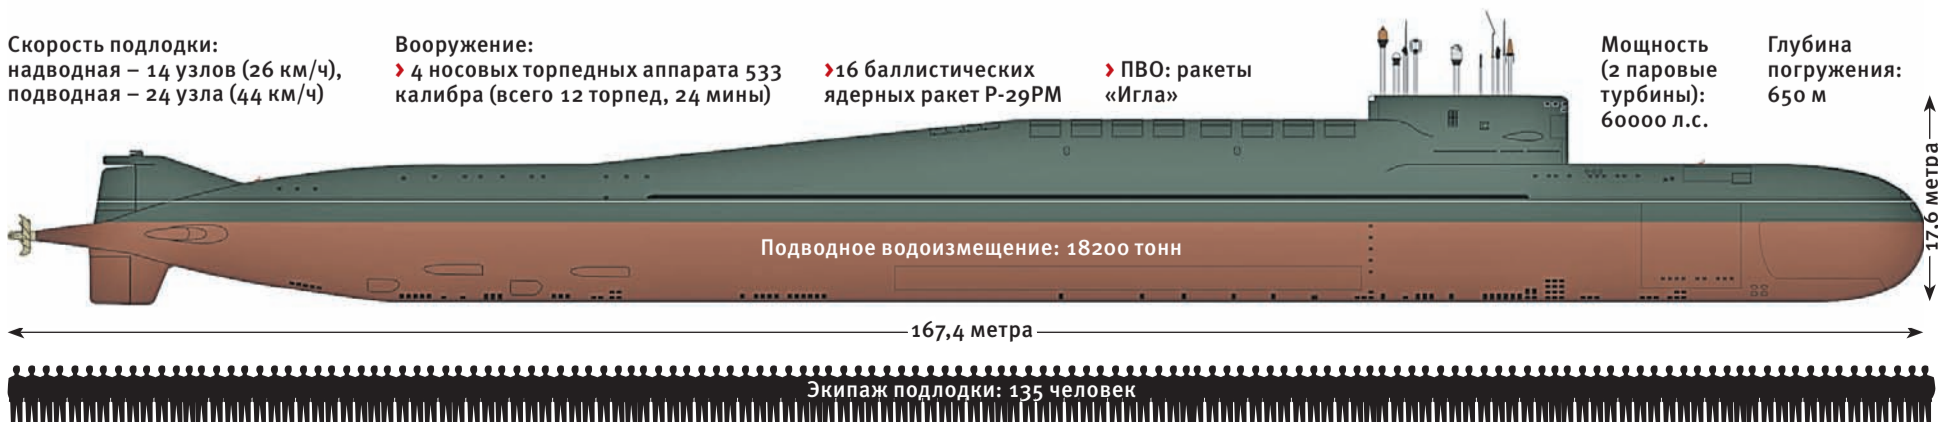 Скорость подлодки:
надводная – 14 узлов (26 км/ч),
подводная – 24 узла (44 км/ч)
Вооружение:
› 4 носовых торпедных аппарата 533
калибра (всего 12 торпед, 24 мины)
›16 баллистических
ядерных ракет Р-29РМ
› ПВО: ракеты
«Игла»
Мощность
(2 паровые
турбины):
60000 л.с.
Глубина
погружения:
650 м
17.6 метра
Подводное водоизмещение: 18200 тонн
167,4 метра
Экипаж подлодки: 135 человек